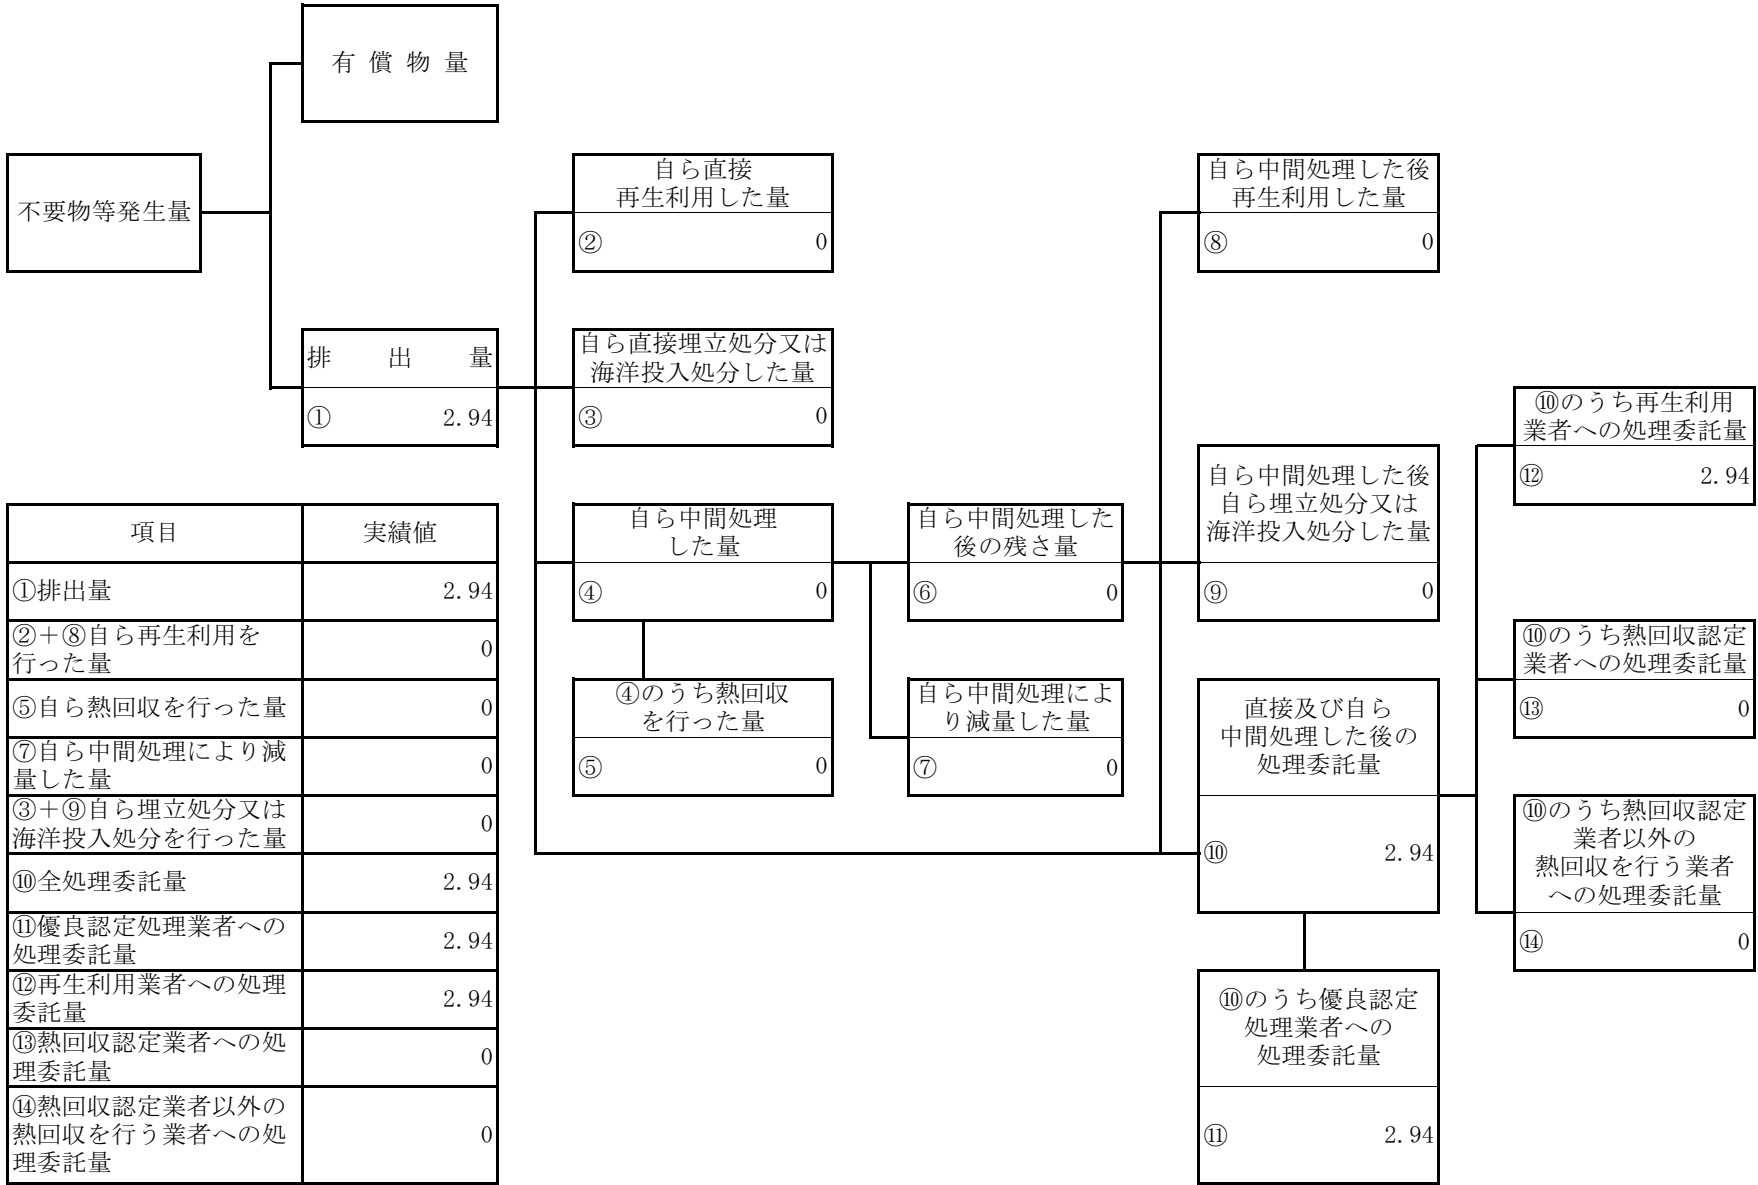 有償物量
不要物等発生量
排出量
① 2.94
自ら直接
再生利用した量
② 0
自ら直接埋立処分又は
海洋投入処分した量
③ 0
自ら中間処理
した量
④ 0
④のうち熱回収
を行った量
⑤ 0
自ら中間処理した
後の残さ量
⑥ 0
自ら中間処理によ
り減量した量
⑦ 0
自ら中間処理した後
再生利用した量
⑧ 0
自ら中間処理した後
自ら埋立処分又は
海洋投入処分した量
⑨ 0
直接及び自ら
中間処理した後の
処理委託量
⑩ 2.94
⑩のうち優良認定
処理業者への
処理委託量
⑪ 2.94
⑩のうち再生利用
業者への処理委託量
⑫ 2.94
⑩のうち熱回収認定
業者への処理委託量
⑬ 0
⑩のうち熱回収認定
業者以外の
熱回収を行う業者
への処理委託量
⑭ 0
項目 実績値
①排出量 2.94
②＋⑧自ら再生利用を
行った量 0
⑤自ら熱回収を行った量 0
⑦自ら中間処理により減
量した量 0
③＋⑨自ら埋立処分又は
海洋投入処分を行った量 0
⑩全処理委託量 2.94
⑪優良認定処理業者への
処理委託量 2.94
⑫再生利用業者への処理
委託量 2.94
⑬熱回収認定業者への処
理委託量 0
⑭熱回収認定業者以外の
熱回収を行う業者への処
理委託量 0